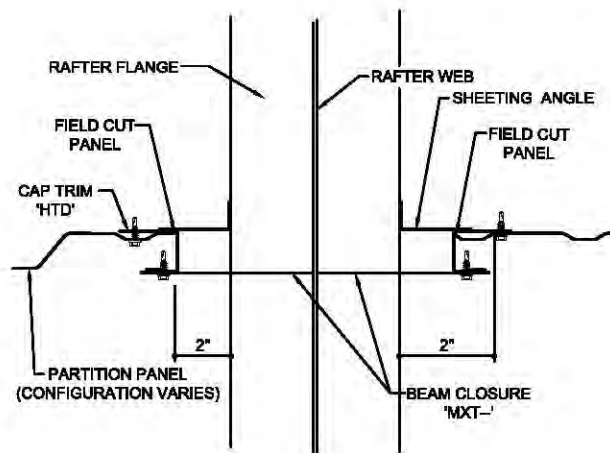 RAFTER FLANGE
RAFTER WEB
SHEETING ANGLE
FIELD CUT
PANEL
FIELD CUT
PANEL
CAP TRIM
'HTD'
2"
2"
PARTITION PANEL
(CONFIGURATION VARIES)
BEAM CLOSURE
'MXT--'